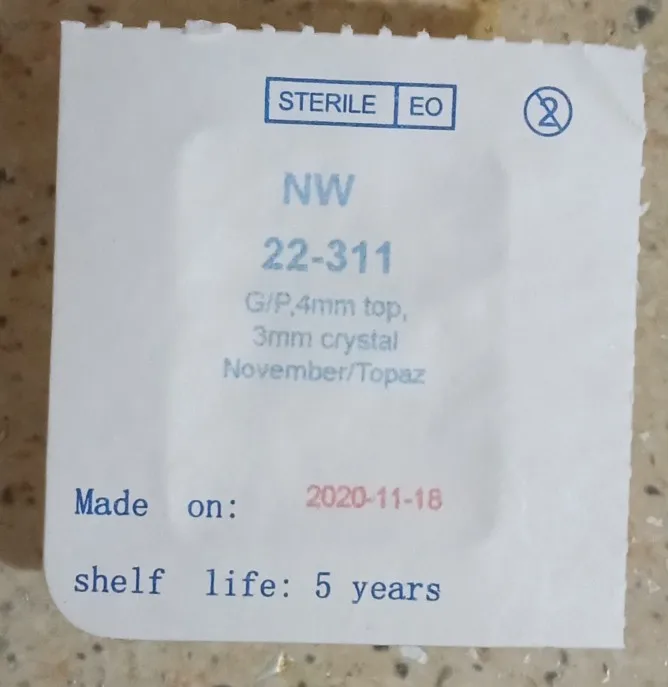 STERILE EO
2
NW
22-311
G/P,4mm top,
3mm crystal
November/Topaz
Made on: 2020-11-18
shelf life: 5 years